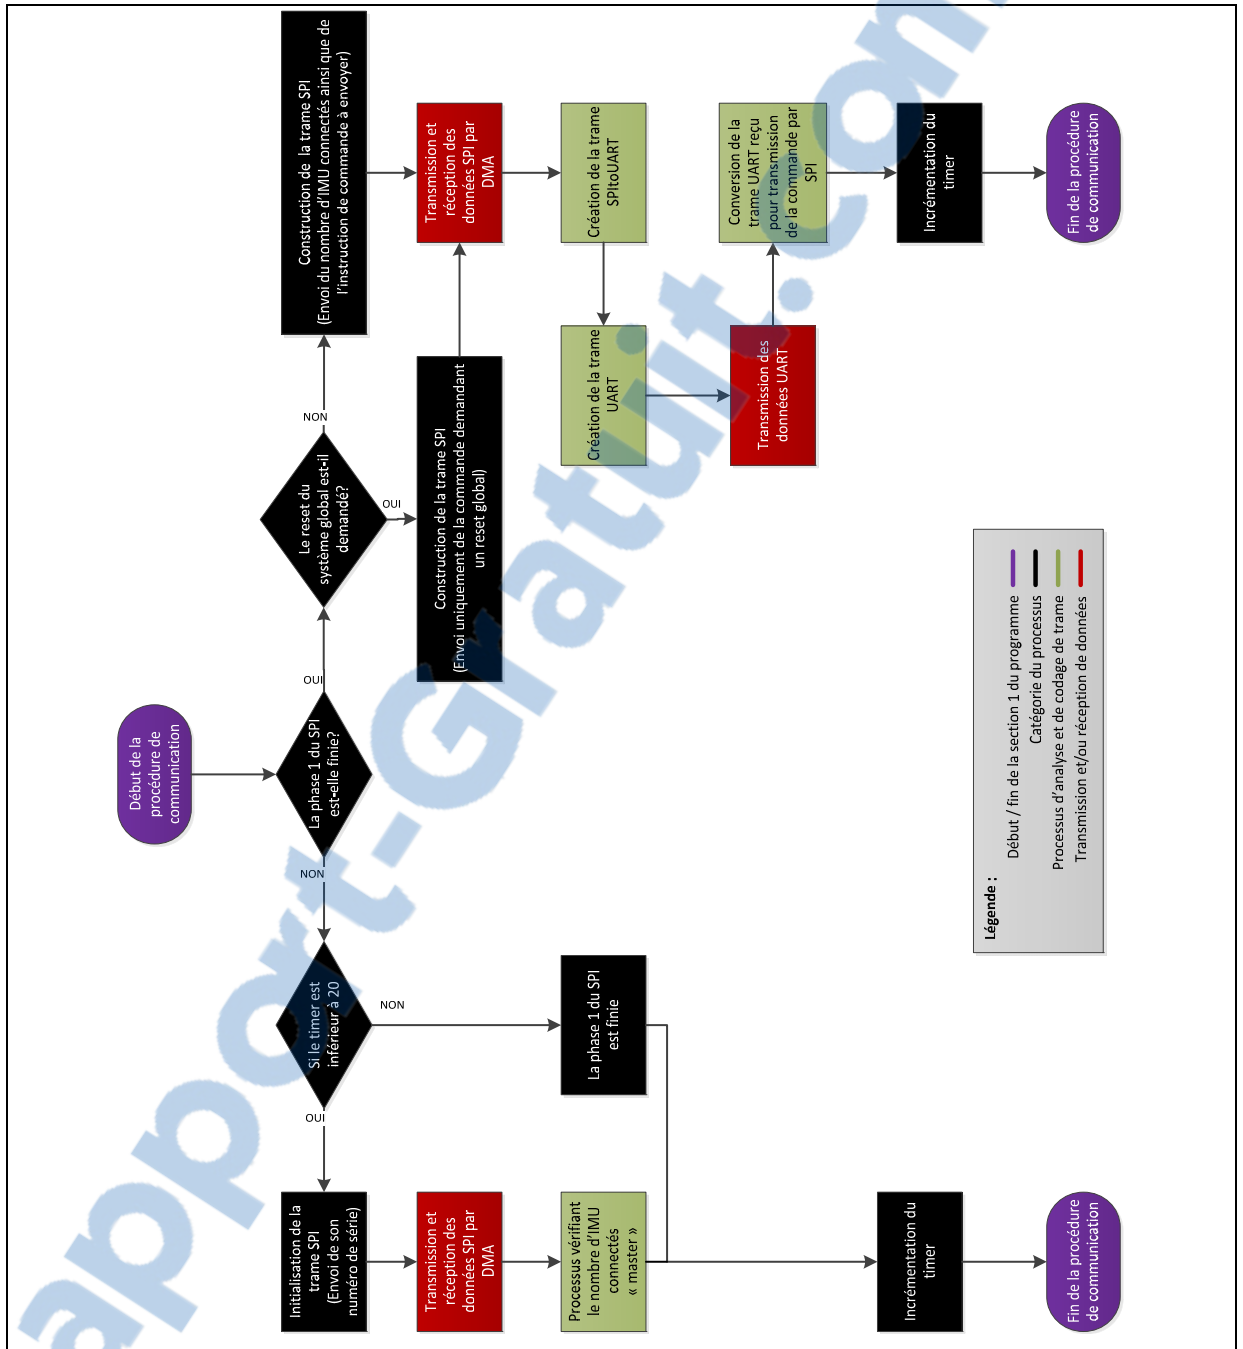 Début de la
procédure de
communication
La phase 1 du SPI
est-elle finie?
OUI
NON
Le reset du
système global est-il
demandé?
NON
OUI
Construction de la trame SPI
(Envoi du nombre d'IMU connectés ainsi que de
l'instruction de commande à envoyer)
Construction de la trame SPI
(Envoi uniquement de la commande demandant
un reset global)
Transmission et
réception des
données SPI par
DMA
Création de la trame
SPItoUART
Création de la trame
UART
Transmission des
données UART
Conversion de la
trame UART reçu
pour transmission
de la commande par
SPI
Incrémentation du
timer
Fin de la procédure
de communication
Si le timer est
inférieur à 20
OUI
NON
La phase 1 du SPI
est finie
Initialisation de la
trame SPI
(Envoi de son
numéro de série)
Transmission et
réception des
données SPI par
DMA
Processus vérifiant
le nombre d'IMU
connectés
« master »
Incrémentation du
timer
Fin de la procédure
de communication
Légende :
Début / fin de la section 1 du programme
Catégorie du processus
Processus d'analyse et de codage de trame
Transmission et/ou réception de données
apport-Gratuit.com